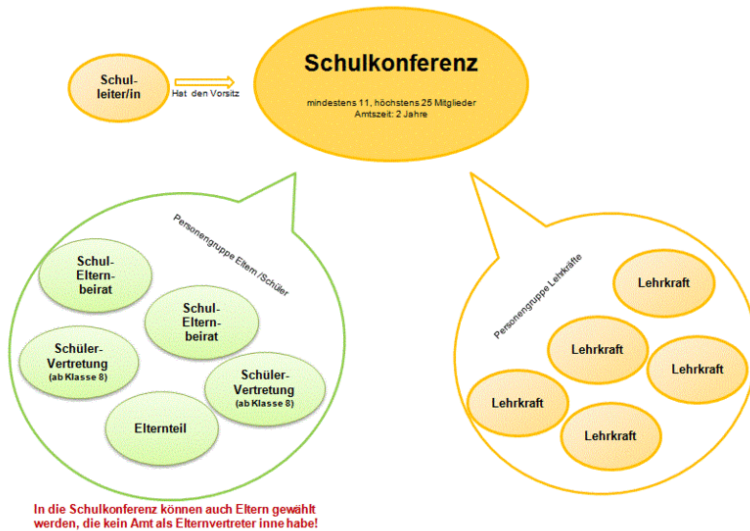 Schulkonferenz
mindestens 11, höchstens 25 Mitglieder
Amtszeit: 2 Jahre
Schul-
leiter/in
Hat den Vorsitz
Personengruppe Eltern /Schüler
Schul-
Eltern-
beirat
Schul-
Eltern-
beirat
Schüler-
Vertretung
(ab Klasse 8)
Schüler-
Vertretung
(ab Klasse 8)
Elternteil
Personengruppe Lehrkräfte
Lehrkraft
Lehrkraft
Lehrkraft
Lehrkraft
Lehrkraft
In die Schulkonferenz können auch Eltern gewählt
werden, die kein Amt als Elternvertreter inne habe!